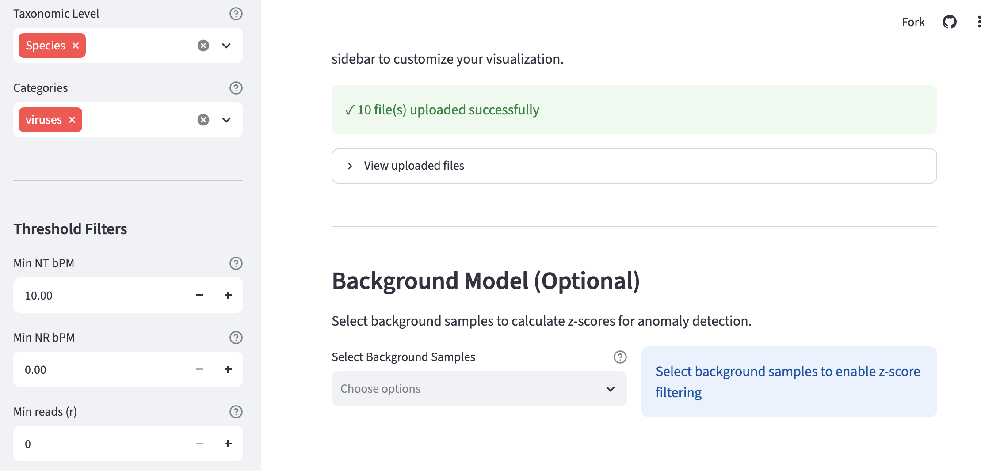 Taxonomic Level
Species
Categories
viruses
Threshold Filters
Min NT bPM
10.00
Min NR bPM
0.00
Min reads (r)
0
Fork
sidebar to customize your visualization.
✓ 10 file(s) uploaded successfully
View uploaded files
Background Model (Optional)
Select background samples to calculate z-scores for anomaly detection.
Select Background Samples
Choose options
Select background samples to enable z-score
filtering